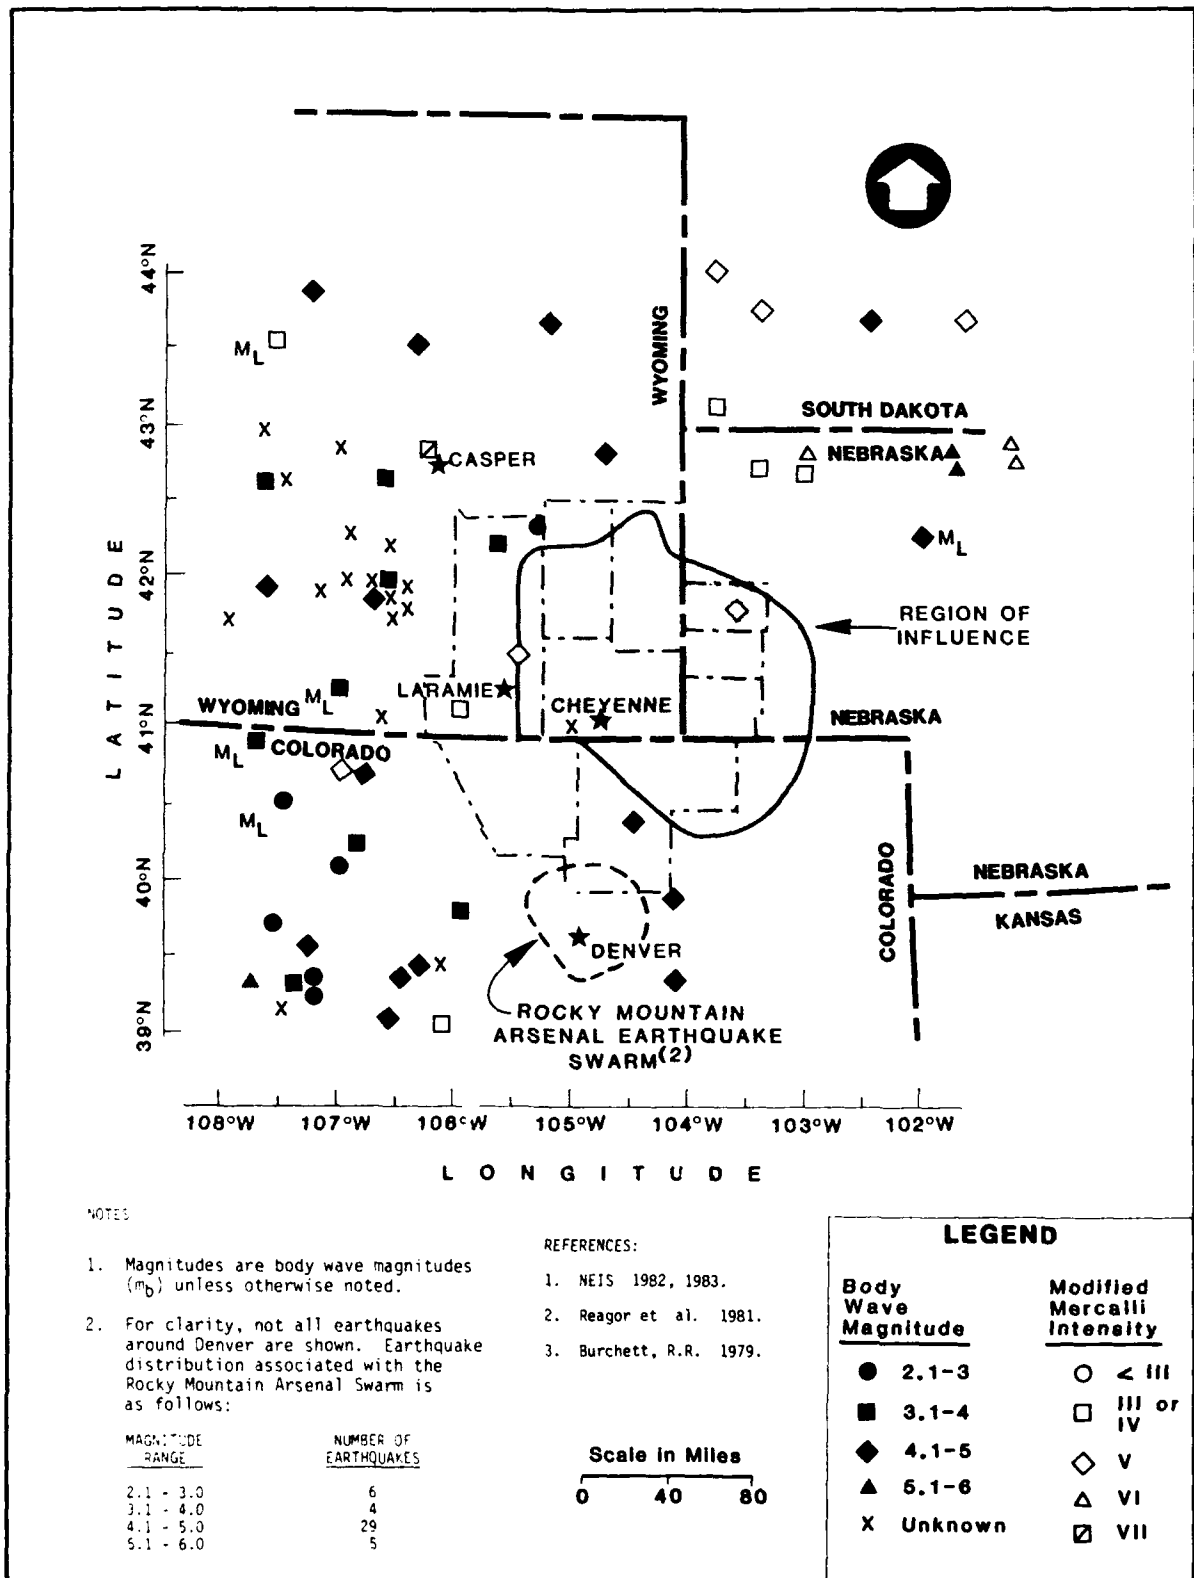 44°N
43°N
42°N
41°N
40°N
39°N
LATITUDE
WYOMING
SOUTH DAKOTA
NEBRASKA
M_L
CASPER
M_L
REGION OF
INFLUENCE
LARAMIE
CHEYENNE
WYOMING
M_L
NEBRASKA
COLORADO
M_L
M_L
COLORADO
NEBRASKA
KANSAS
DENVER
ROCKY MOUNTAIN
ARSENAL EARTHQUAKE
SWARM(2)
108°W 107°W 106°W 105°W 104°W 103°W 102°W
LONGITUDE
NOTES
1. Magnitudes are body wave magnitudes
(mb) unless otherwise noted.
2. For clarity, not all earthquakes
around Denver are shown. Earthquake
distribution associated with the
Rocky Mountain Arsenal Swarm is
as follows:
MAGNITUDE NUMBER OF
RANGE EARTHQUAKES
2.1 - 3.0 6
3.1 - 4.0 4
4.1 - 5.0 29
5.1 - 6.0 5
REFERENCES:
1. NEIS 1982, 1983.
2. Reagor et al. 1981.
3. Burchett, R.R. 1979.
Scale in Miles
0 40 80
LEGEND
Body
Wave
Magnitude
2.1-3
3.1-4
4.1-5
5.1-6
X Unknown
Modified
Mercalli
Intensity
< III
III or
IV
V
VI
VII